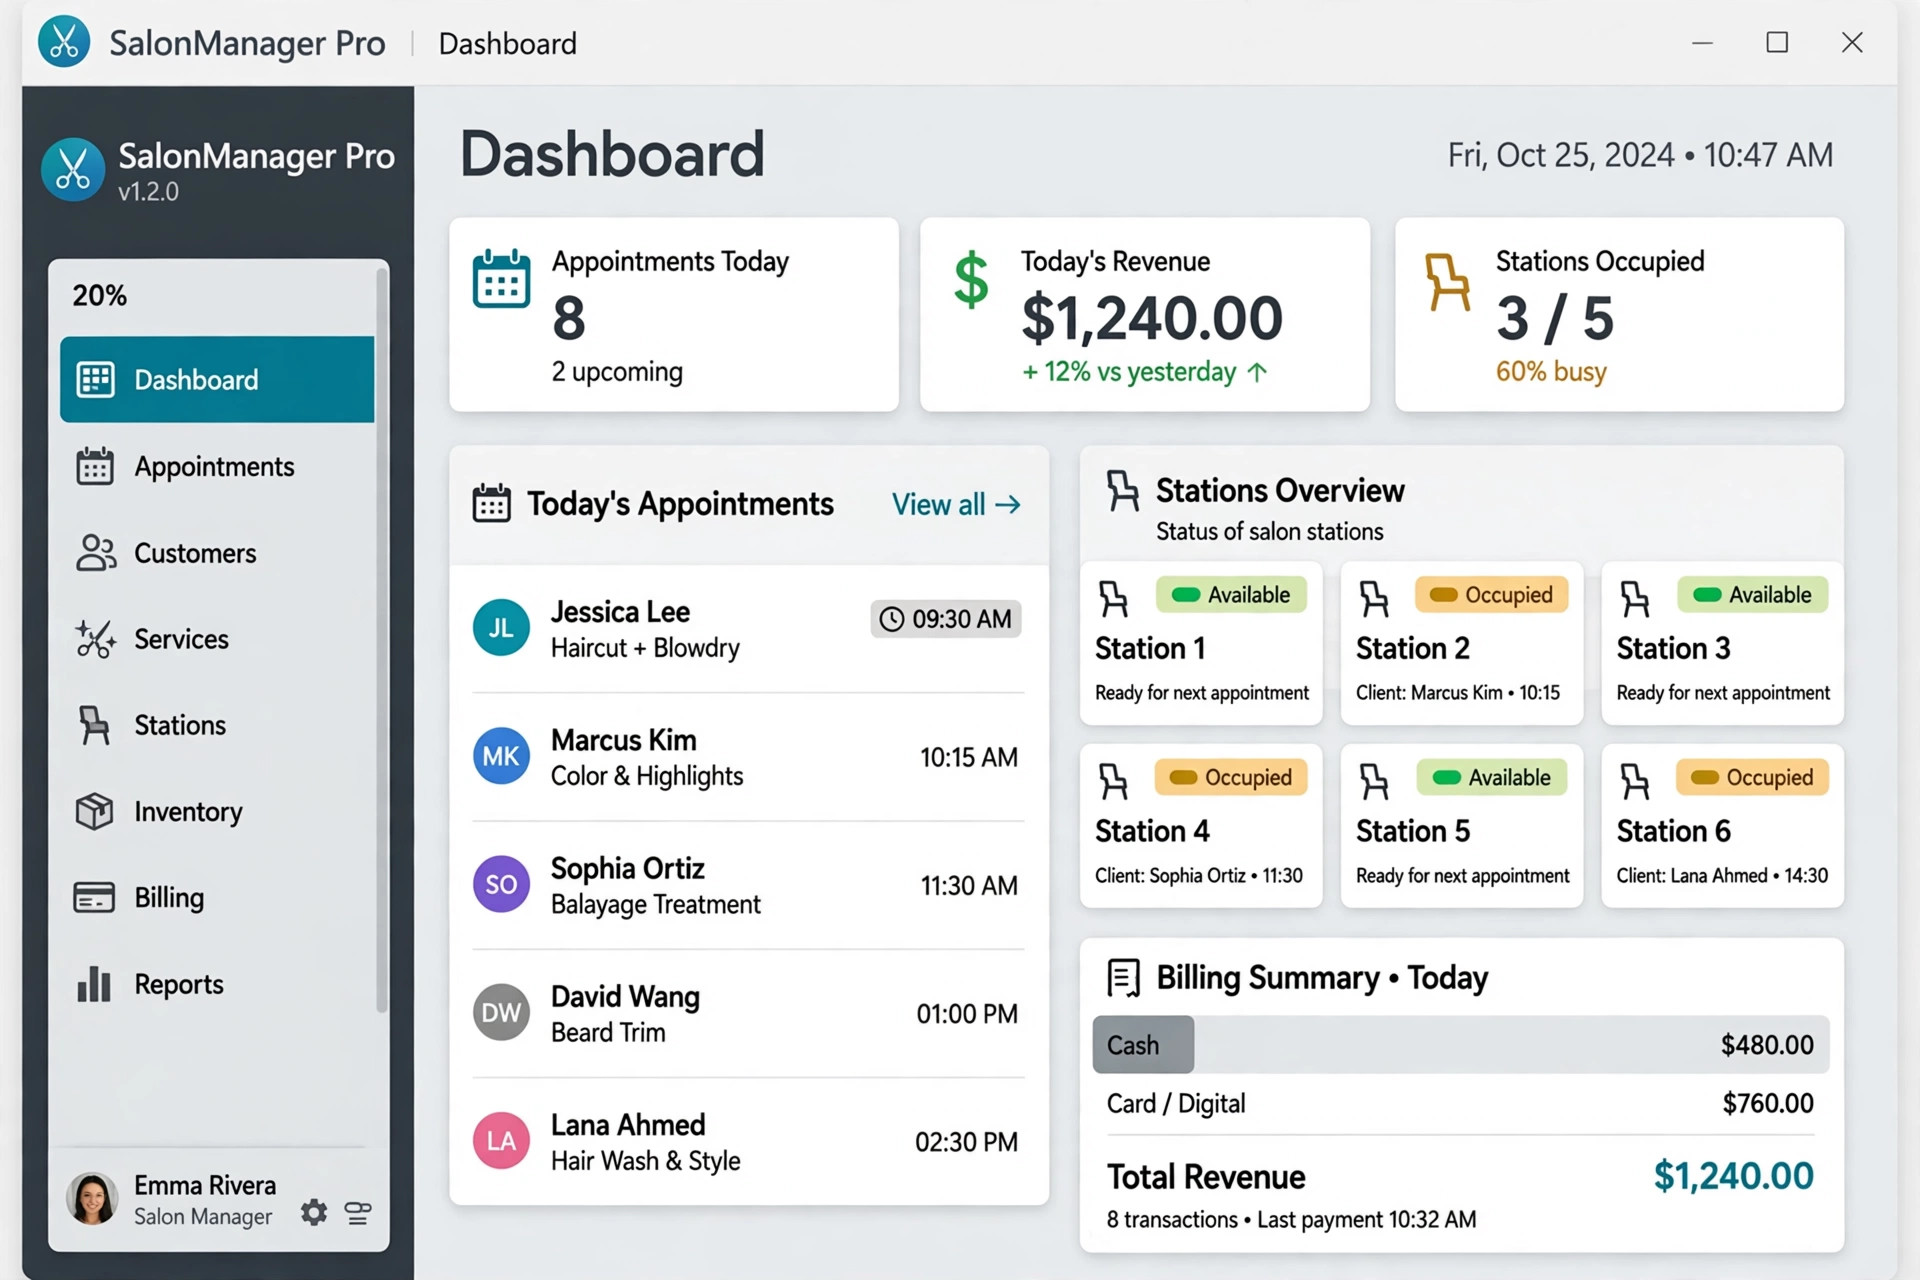 SalonManager Pro
Dashboard
SalonManager Pro
v1.2.0
20%
Dashboard
Appointments
Customers
Services
Stations
Inventory
Billing
Reports
Emma Rivera
Salon Manager
Dashboard
Fri, Oct 25, 2024 • 10:47 AM
Appointments Today
8
2 upcoming
$
Today's Revenue
$1,240.00
+ 12% vs yesterday ↑
Stations Occupied
3 / 5
60% busy
Today's Appointments
View all →
JL
Jessica Lee
Haircut + Blowdry
09:30 AM
MK
Marcus Kim
Color & Highlights
10:15 AM
SO
Sophia Ortiz
Balayage Treatment
11:30 AM
DW
David Wang
Beard Trim
01:00 PM
LA
Lana Ahmed
Hair Wash & Style
02:30 PM
Stations Overview
Status of salon stations
Available
Station 1
Ready for next appointment
Occupied
Station 2
Client: Marcus Kim • 10:15
Available
Station 3
Ready for next appointment
Occupied
Station 4
Client: Sophia Ortiz • 11:30
Available
Station 5
Ready for next appointment
Occupied
Station 6
Client: Lana Ahmed • 14:30
Billing Summary • Today
Cash $480.00
Card / Digital $760.00
Total Revenue $1,240.00
8 transactions • Last payment 10:32 AM